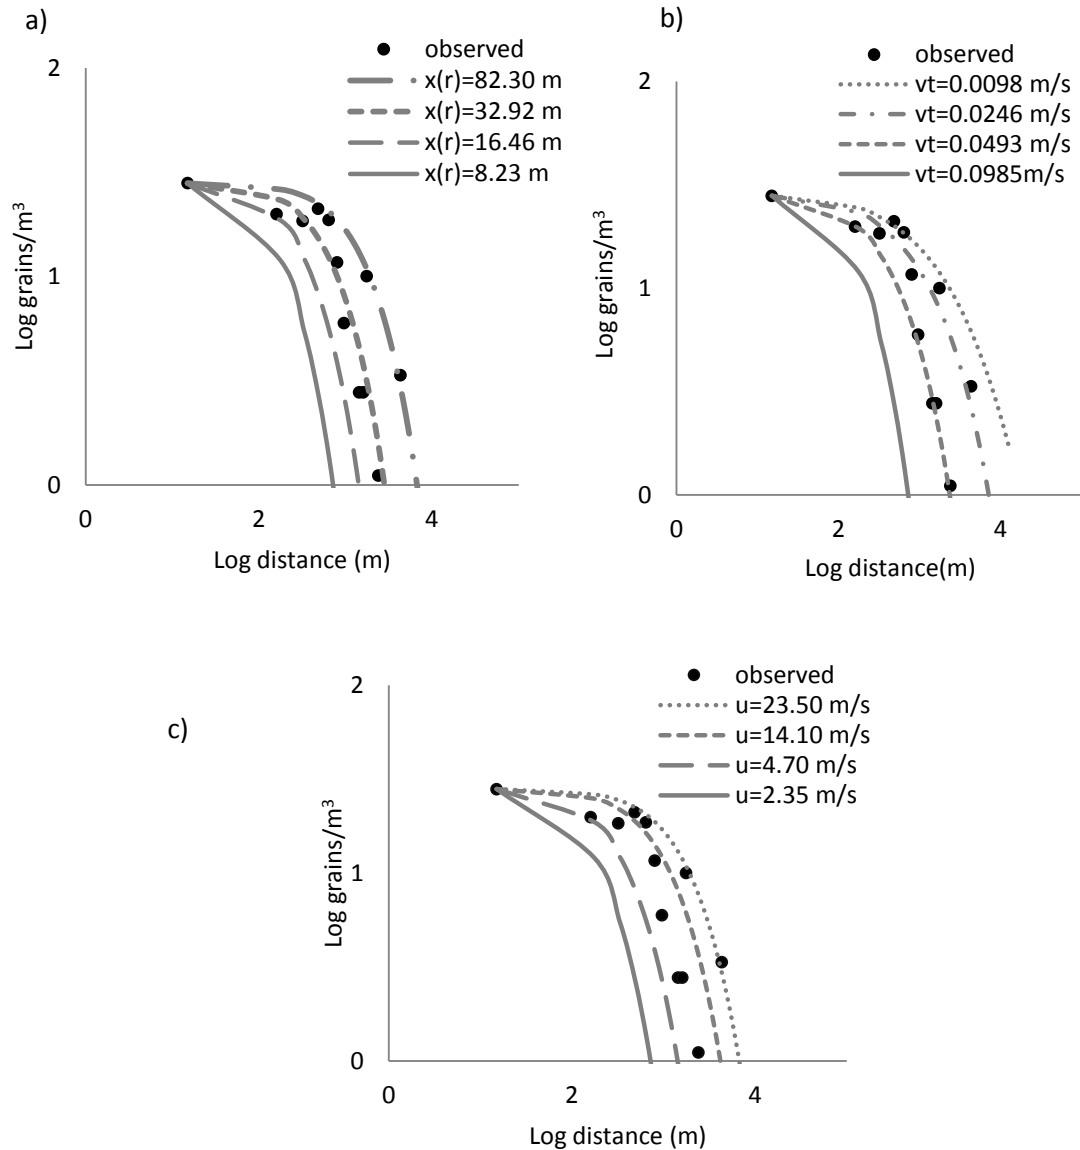 a)
observed
x(r)=82.30 m
x(r)=32.92 m
x(r)=16.46 m
x(r)=8.23 m
2
1
0
Log grains/m³
0 2 4
Log distance (m)
b)
observed
vt=0.0098 m/s
vt=0.0246 m/s
vt=0.0493 m/s
vt=0.0985m/s
2
1
0
Log grains/m³
0 2 4
Log distance(m)
c)
observed
u=23.50 m/s
u=14.10 m/s
u=4.70 m/s
u=2.35 m/s
2
1
0
Log grains/m³
0 2 4
Log distance (m)